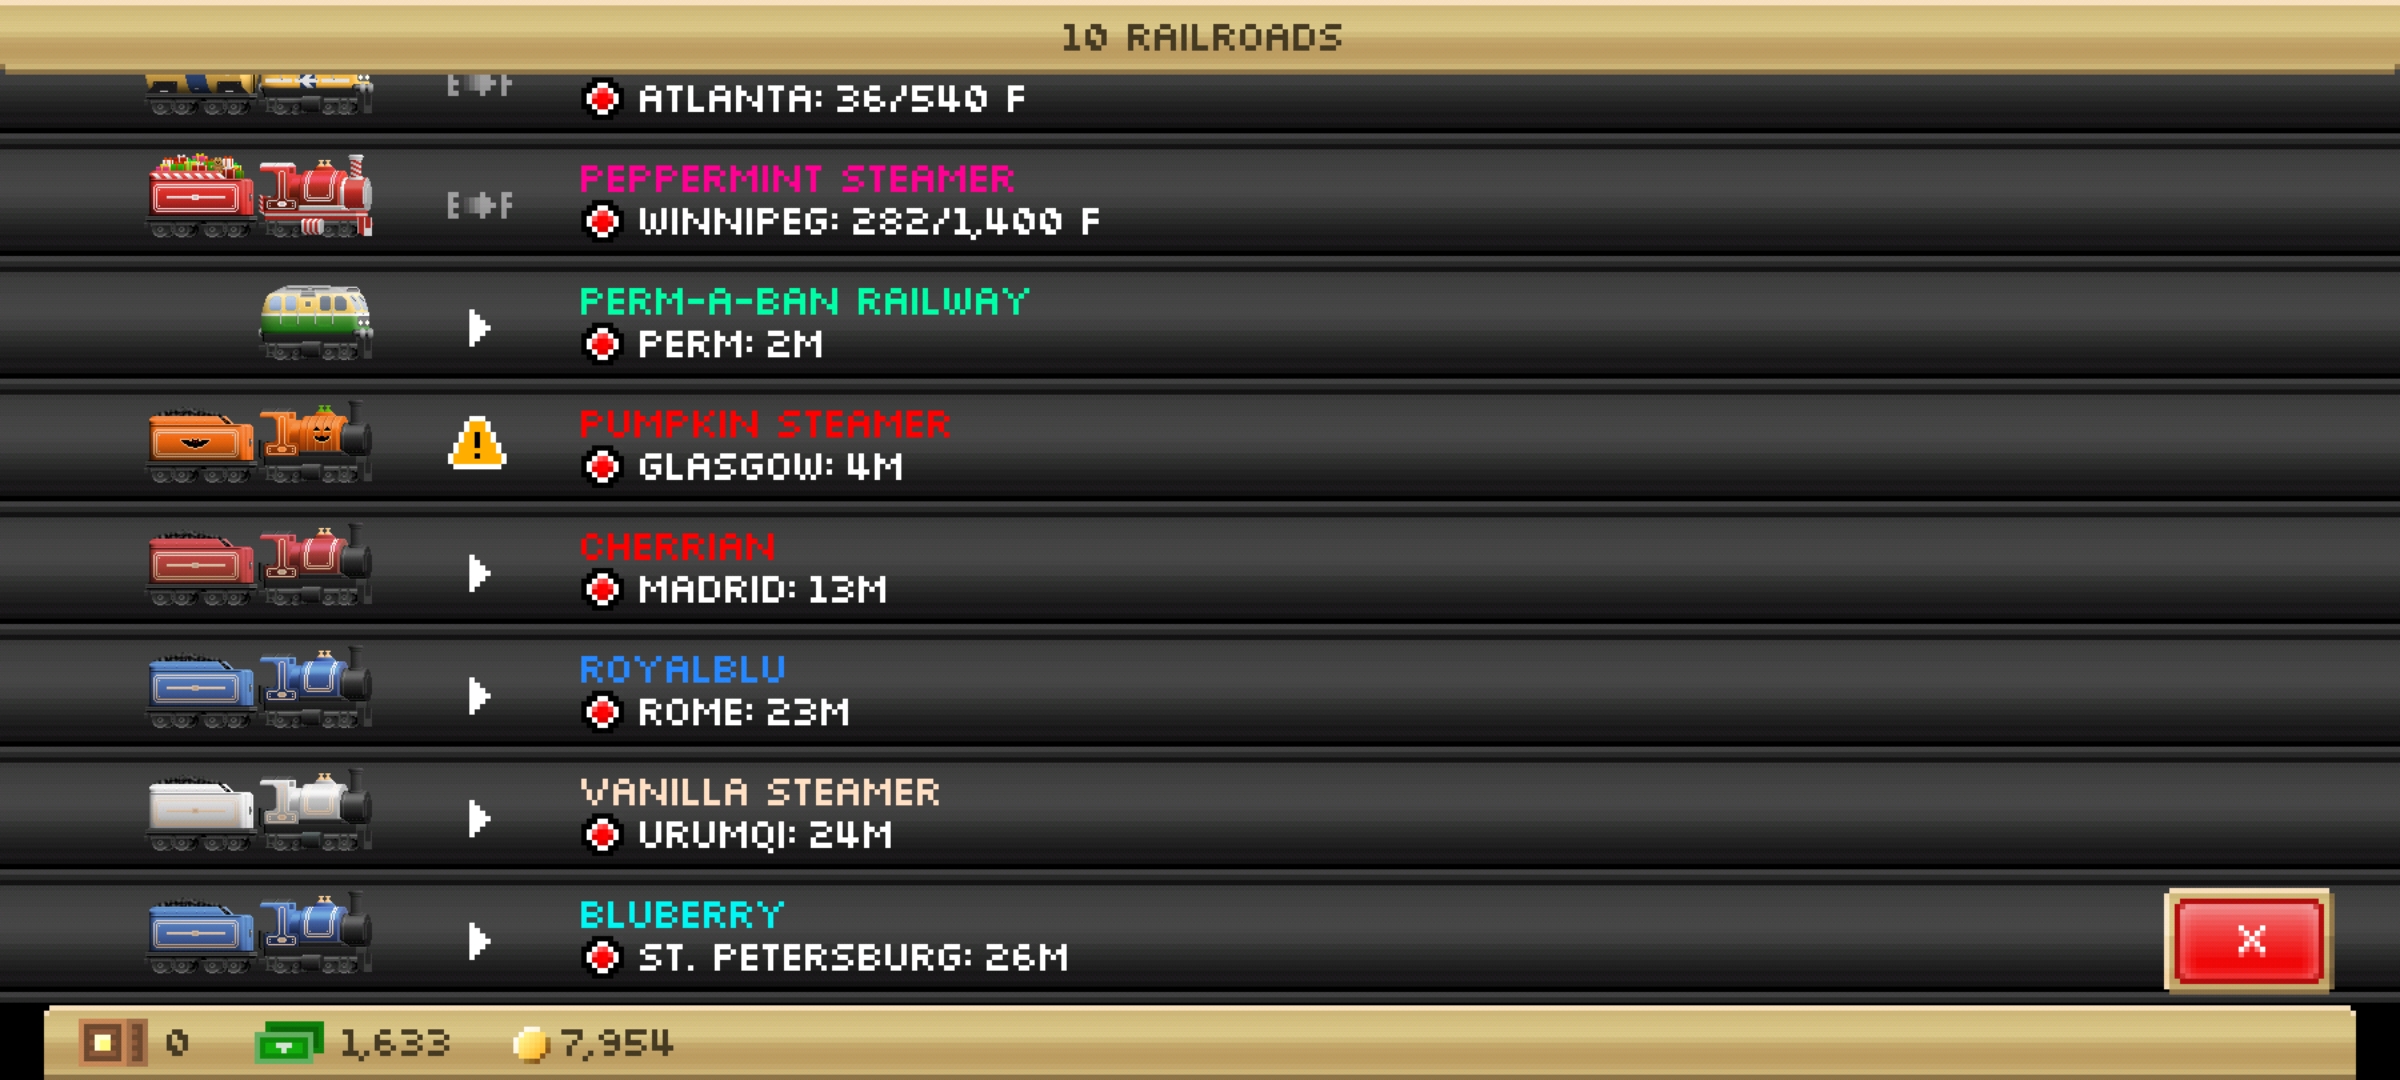 10 RAILROADS
E F
ATLANTA: 36/540 F
PEPPERMINT STEAMER
E F
WINNIPEG: 282/1,400 F
PERM-A-BAN RAILWAY
PERM: 2M
PUMPKIN STEAMER
!
GLASGOW: 4M
CHERRIAN
MADRID: 13M
ROYALBLU
ROME: 23M
VANILLA STEAMER
URUMQI: 24M
BLUBERRY
ST. PETERSBURG: 26M
X
0 1,633 7,954